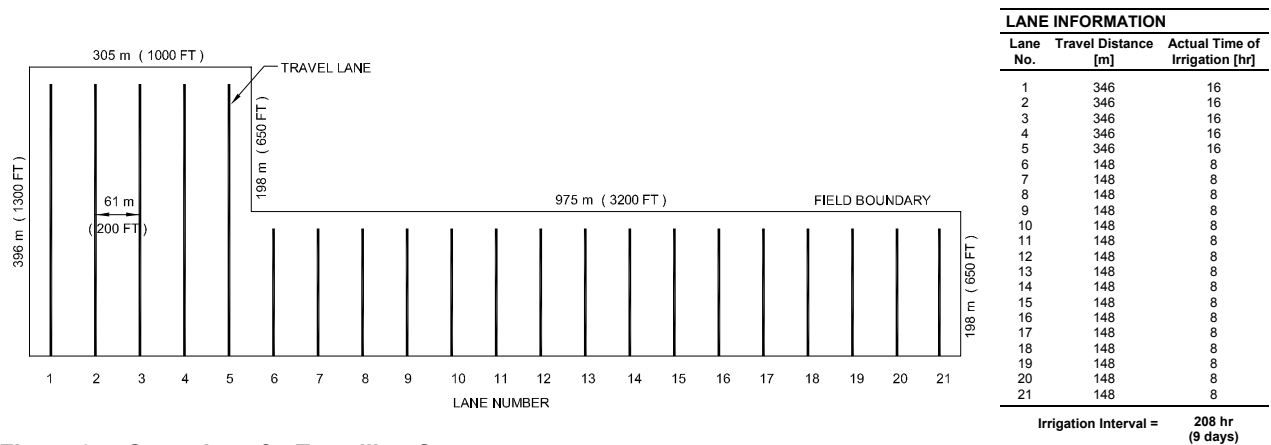 305 m ( 1000 FT )
TRAVEL LANE
198 m ( 650 FT )
396 m ( 1300 FT )
61 m
( 200 FT )
975 m ( 3200 FT )
FIELD BOUNDARY
198 m ( 650 FT )
1 2 3 4 5 6 7 8 9 10 11 12 13 14 15 16 17 18 19 20 21
LANE NUMBER
LANE INFORMATION
Lane No. Travel Distance [m] Actual Time of Irrigation [hr]
1 346 16
2 346 16
3 346 16
4 346 16
5 346 16
6 148 8
7 148 8
8 148 8
9 148 8
10 148 8
11 148 8
12 148 8
13 148 8
14 148 8
15 148 8
16 148 8
17 148 8
18 148 8
19 148 8
20 148 8
21 148 8
Irrigation Interval = 208 hr
(9 days)